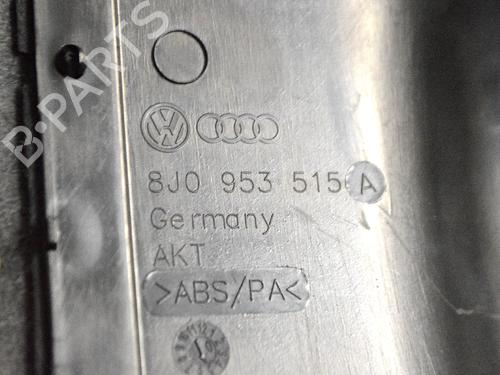 B-PARTS
8J0 953 515 A
Germany
AKT
>ABS/PA<